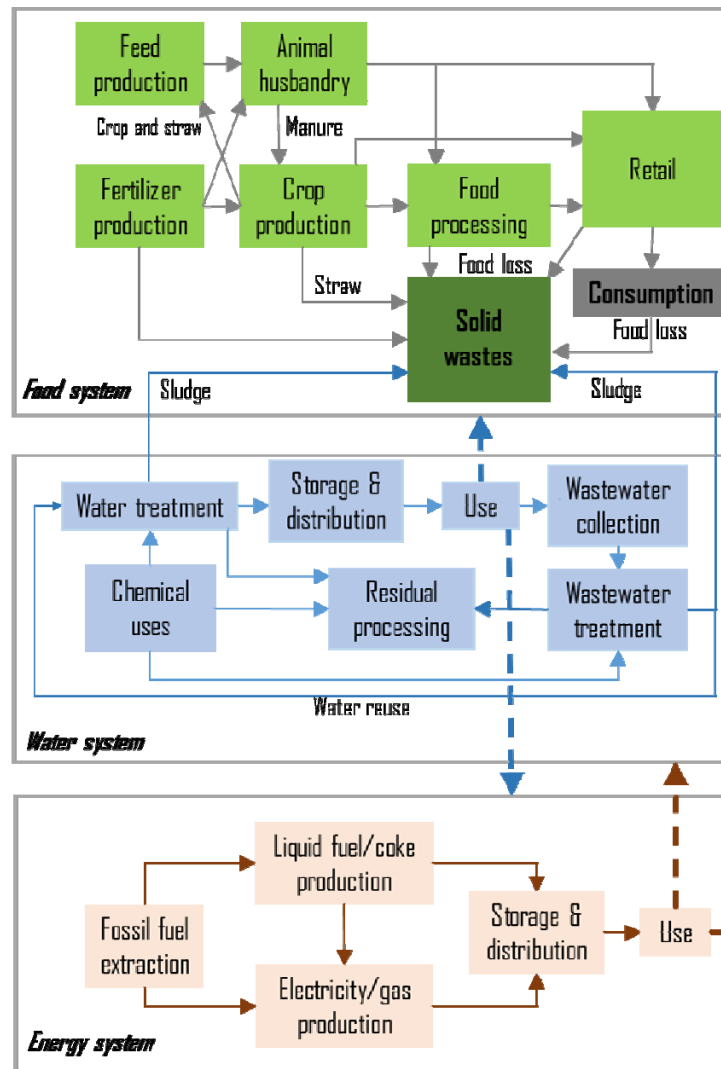 Feed
production
Animal
husbandry
Crop and straw
Manure
Retail
Fertilizer
production
Crop
production
Food
processing
Food loss
Straw
Consumption
Solid
wastes
Food loss
Food system
Sludge
Sludge
Water treatment
Storage &
distribution
Use
Wastewater
collection
Chemical
uses
Residual
processing
Wastewater
treatment
Water reuse
Water system
Liquid fuel/coke
production
Fossil fuel
extraction
Storage &
distribution
Use
Electricity/gas
production
Energy system